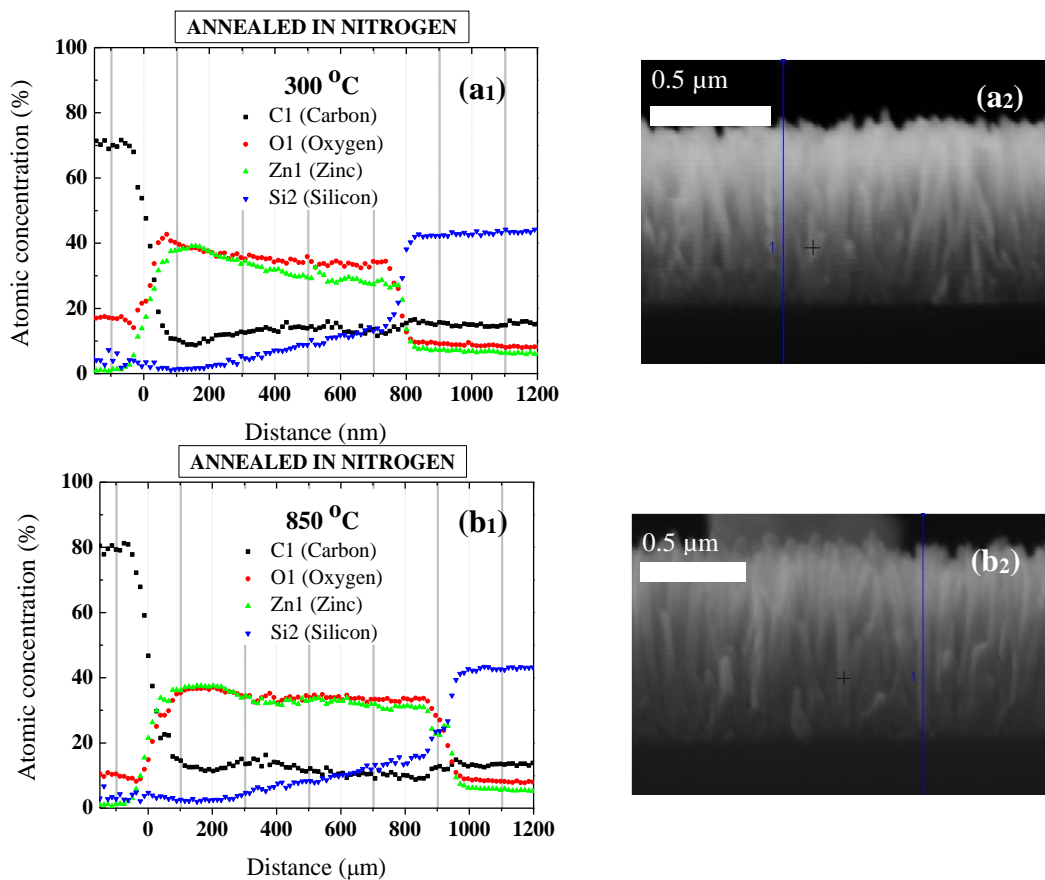 ANNEALED IN NITROGEN
100
80
60
40
20
0
Atomic concentration (%)
300 °C
(a1)
C1 (Carbon)
O1 (Oxygen)
Zn1 (Zinc)
Si2 (Silicon)
0 200 400 600 800 1000 1200
Distance (nm)
0.5 µm
(a2)
1
ANNEALED IN NITROGEN
100
80
60
40
20
0
Atomic concentration (%)
850 °C
(b1)
C1 (Carbon)
O1 (Oxygen)
Zn1 (Zinc)
Si2 (Silicon)
0 200 400 600 800 1000 1200
Distance (µm)
0.5 µm
(b2)
1